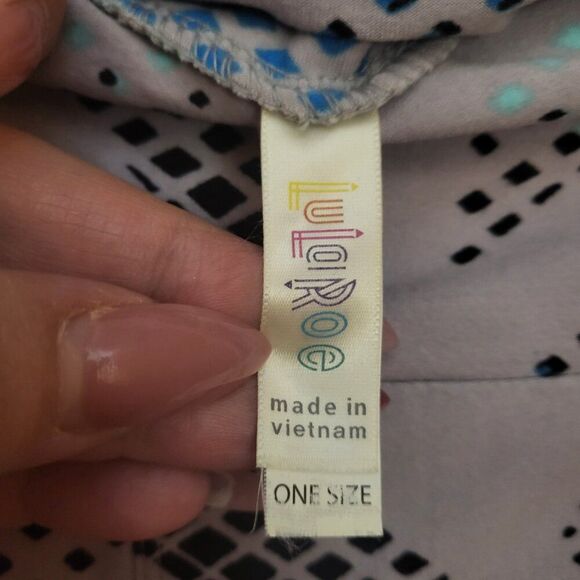 LuLaRoe
made in
vietnam
ONE SIZE